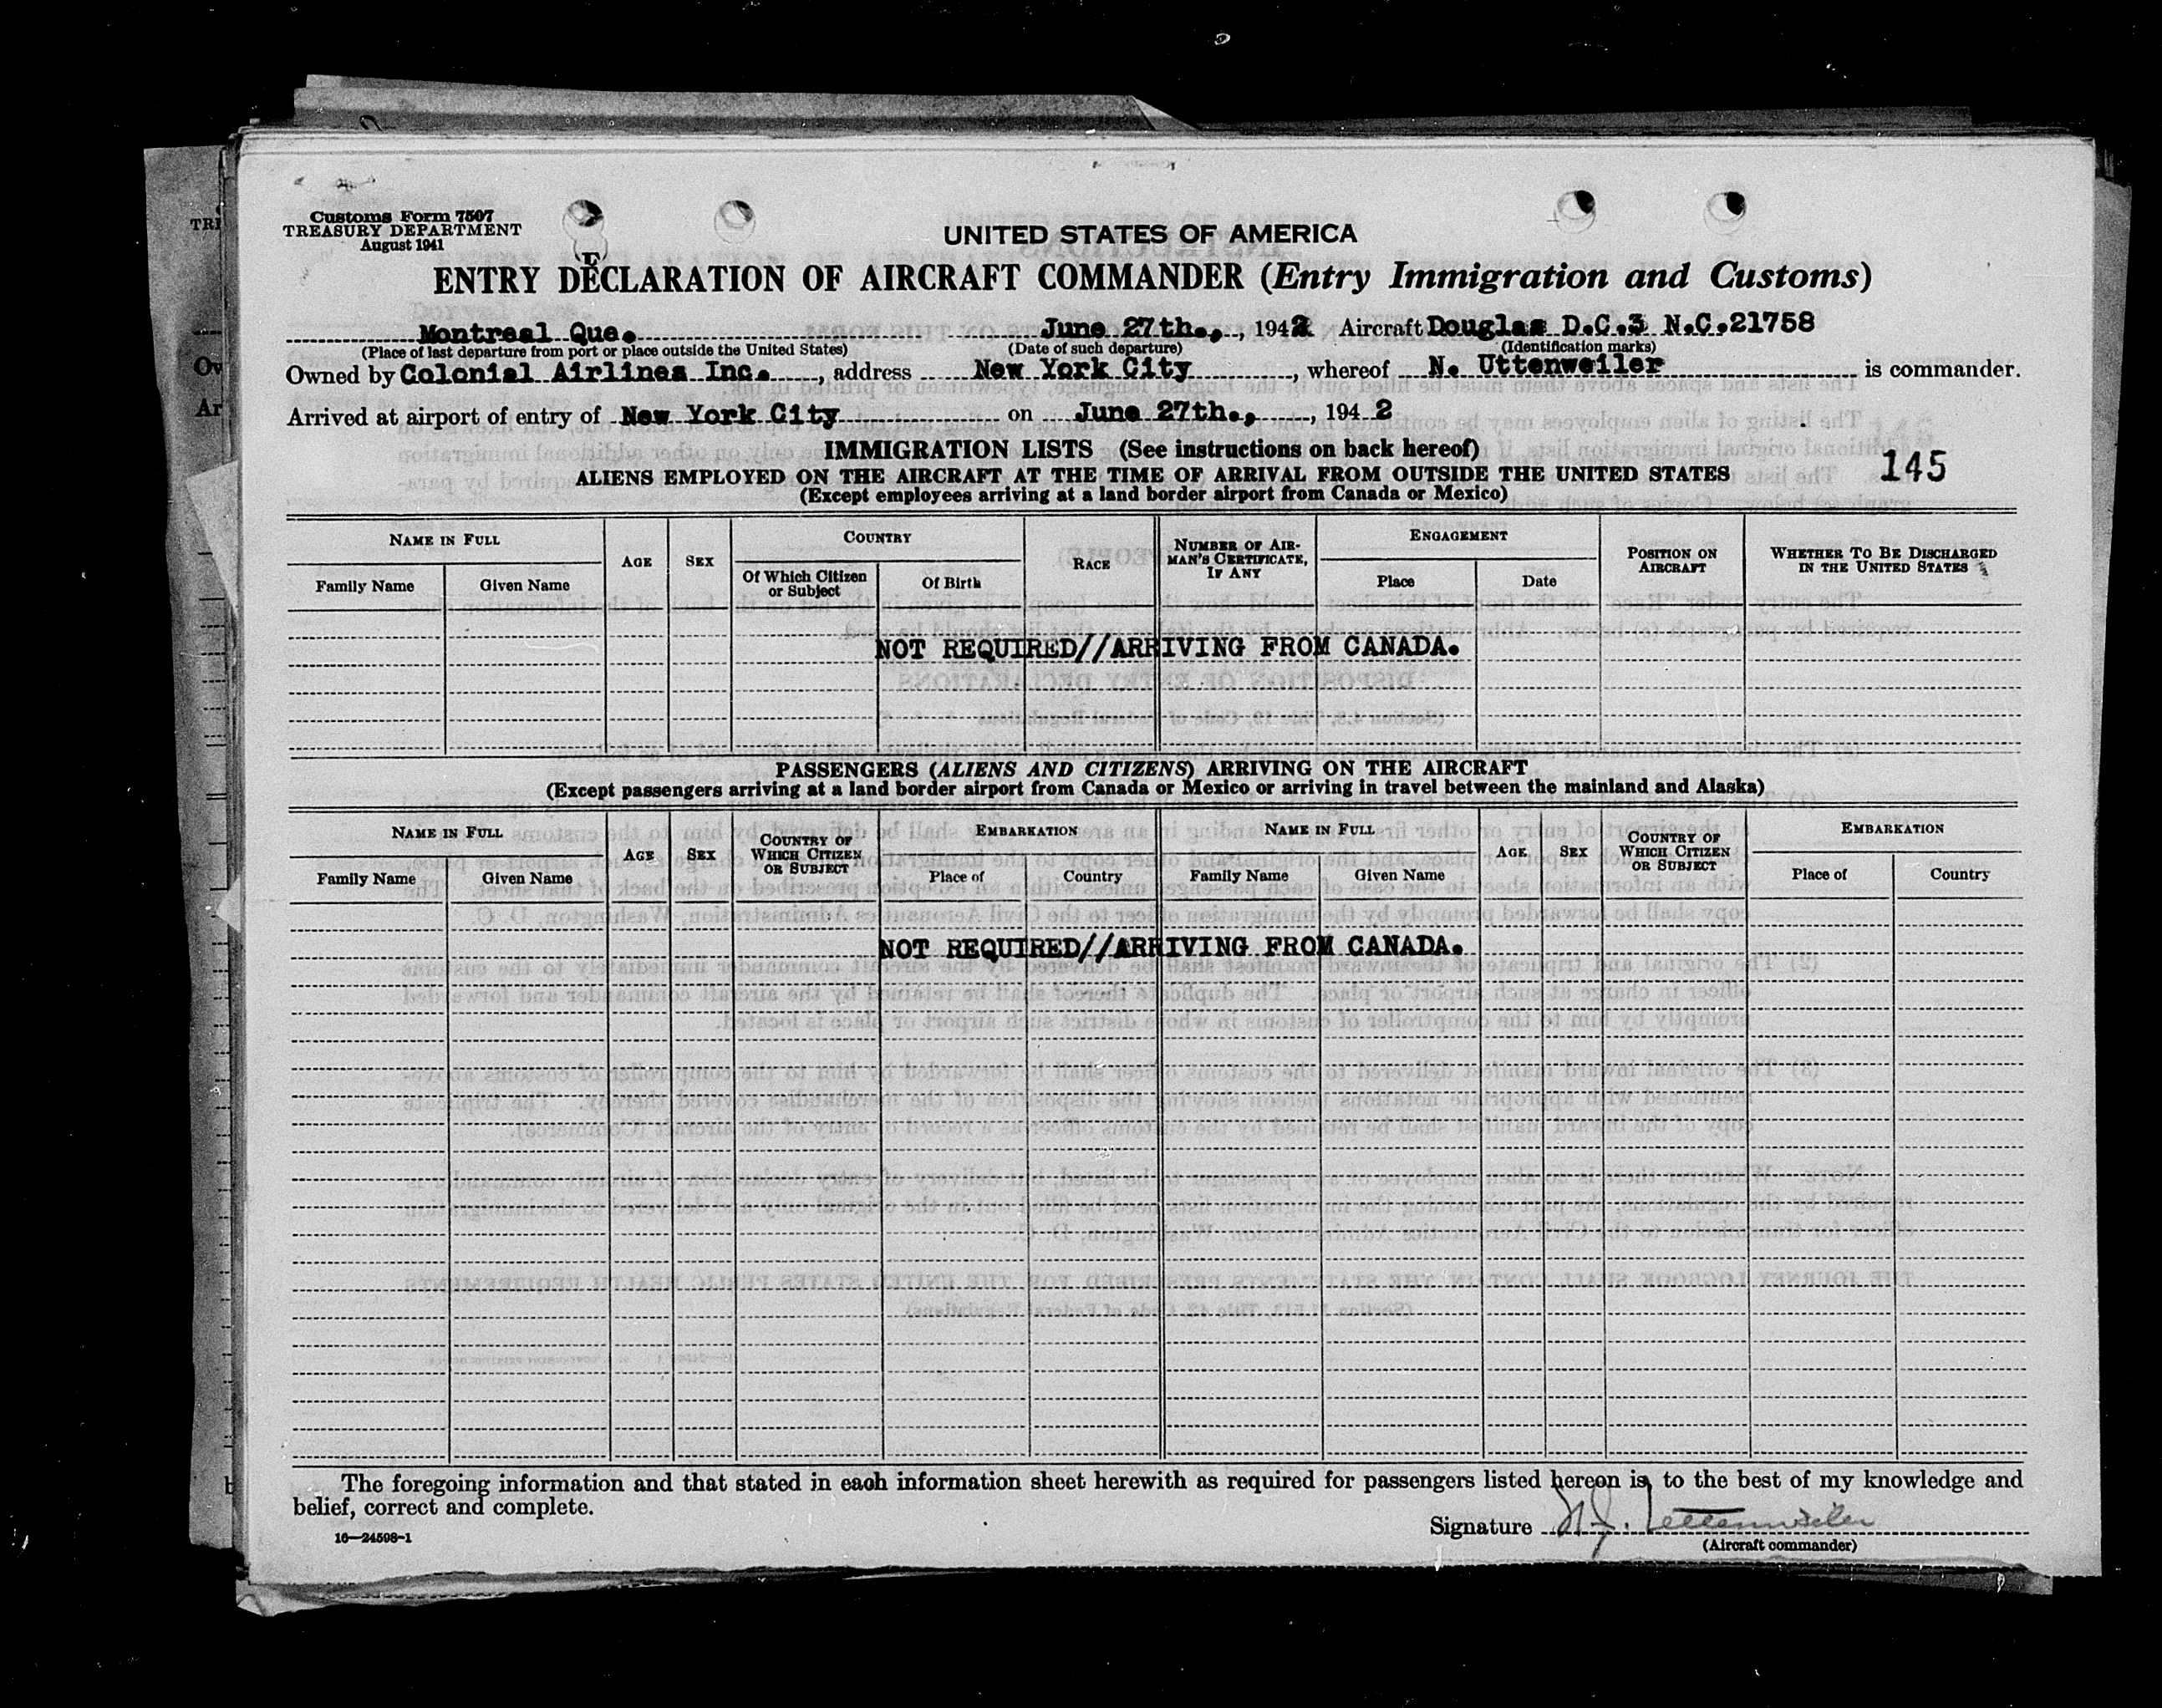 Customs Form 7507
TREASURY DEPARTMENT
August 1941
UNITED STATES OF AMERICA
ENTRY DECLARATION OF AIRCRAFT COMMANDER (Entry Immigration and Customs)
Montreal Que. June 27th., 1942 Aircraft Douglas D.C.3 N.C.21758
(Place of last departure from port or place outside the United States) (Date of such departure) (Identification marks)
Owned by Colonial Airlines Inc., address New York City, whereof N. Uttenweiler is commander.
Arrived at airport of entry of New York City on June 27th., 1942
IMMIGRATION LISTS (See instructions on back hereof)
ALIENS EMPLOYED ON THE AIRCRAFT AT THE TIME OF ARRIVAL FROM OUTSIDE THE UNITED STATES 145
(Except employees arriving at a land border airport from Canada or Mexico)
NAME IN FULL AGE SEX COUNTRY RACE NUMBER OF AIRMAN'S CERTIFICATE, IF ANY ENGAGEMENT POSITION ON AIRCRAFT WHETHER TO BE DISCHARGED IN THE UNITED STATES
Family Name Given Name Of Which Citizen or Subject Of Birth Place Date
NOT REQUIRED//ARRIVING FROM CANADA.
PASSENGERS (ALIENS AND CITIZENS) ARRIVING ON THE AIRCRAFT
(Except passengers arriving at a land border airport from Canada or Mexico or arriving in travel between the mainland and Alaska)
NAME IN FULL AGE SEX COUNTRY OF WHICH CITIZEN OR SUBJECT EMBARKATION NAME IN FULL AGE SEX COUNTRY OF WHICH CITIZEN OR SUBJECT EMBARKATION
Family Name Given Name Place of Country Family Name Given Name Place of Country
NOT REQUIRED//ARRIVING FROM CANADA.
The foregoing information and that stated in each information sheet herewith as required for passengers listed hereon is, to the best of my knowledge and
belief, correct and complete.
Signature N.J. Uttenweiler
16—24598-1 (Aircraft commander)